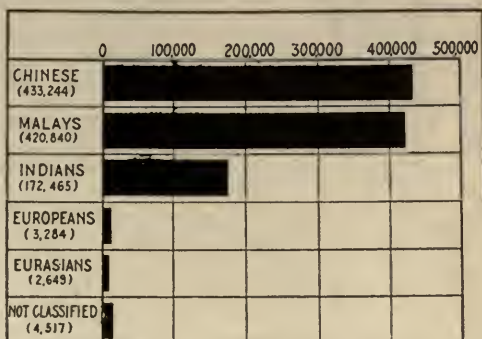 0 100,000 200,000 300,000 400,000 500,000
CHINESE
(433,244)
MALAYS
(420,840)
INDIANS
(172,465)
EUROPEANS
(3,284)
EURASIANS
(2,649)
NOT CLASSIFIED
(4,517)